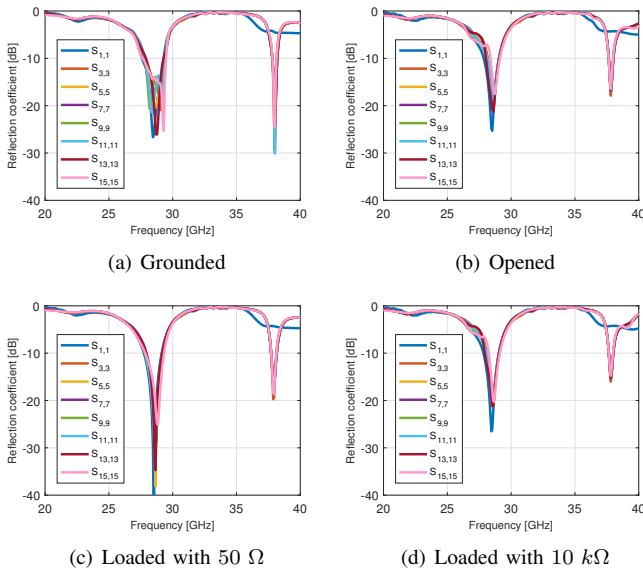 0
-10
-20
-30
-40
Reflection coefficient [dB]
S1,1
S3,3
S5,5
S7,7
S9,9
S11,11
S13,13
S15,15
20 25 30 35 40
Frequency [GHz]
(a) Grounded
0
-10
-20
-30
-40
Reflection coefficient [dB]
S1,1
S3,3
S5,5
S7,7
S9,9
S11,11
S13,13
S15,15
20 25 30 35 40
Frequency [GHz]
(b) Opened
0
-10
-20
-30
-40
Reflection coefficient [dB]
S1,1
S3,3
S5,5
S7,7
S9,9
S11,11
S13,13
S15,15
20 25 30 35 40
Frequency [GHz]
(c) Loaded with 50 Ω
0
-10
-20
-30
-40
Reflection coefficient [dB]
S1,1
S3,3
S5,5
S7,7
S9,9
S11,11
S13,13
S15,15
20 25 30 35 40
Frequency [GHz]
(d) Loaded with 10 kΩ